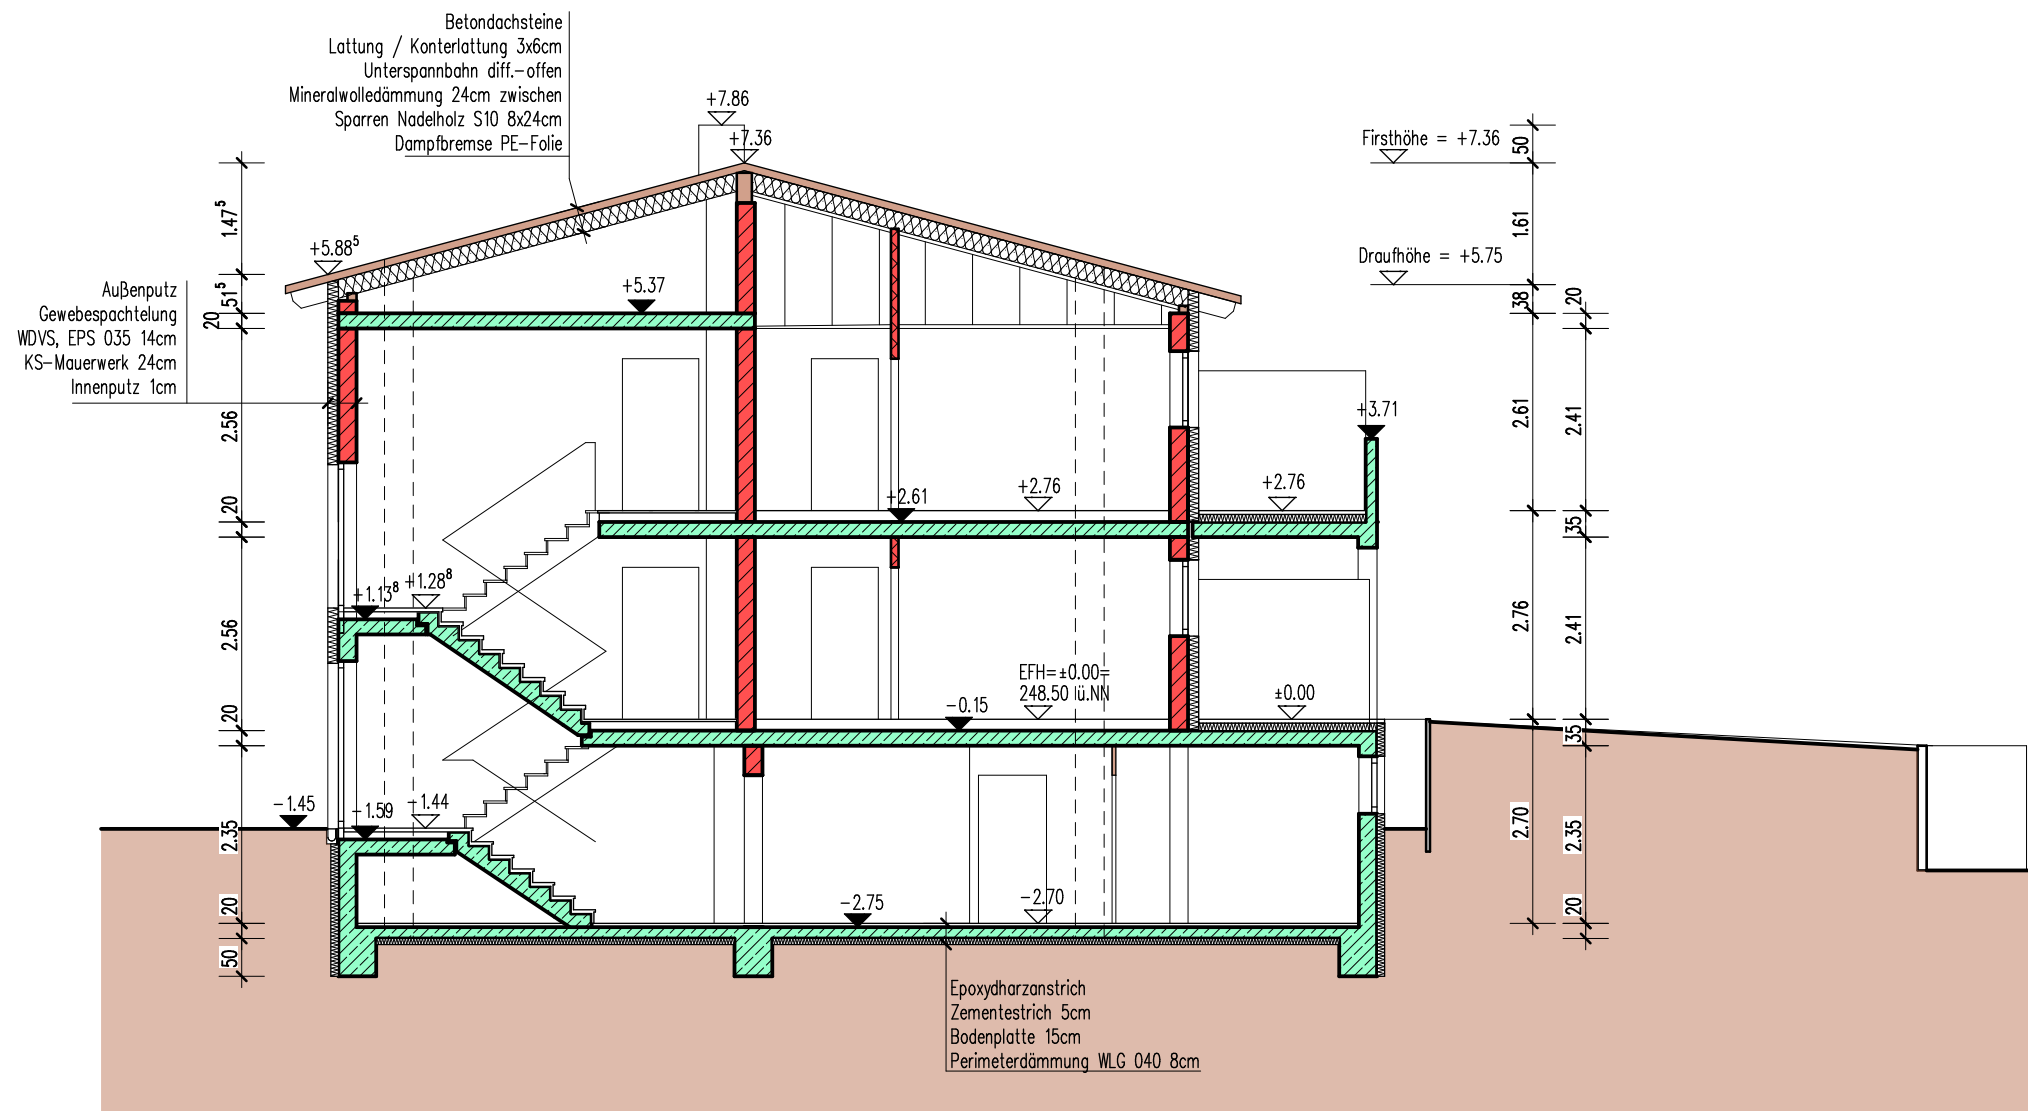 Betondachsteine
Lattung / Konterlattung 3x6cm
Unterspannbahn diff.-offen
Mineralwolledämmung 24cm zwischen
Sparren Nadelholz S10 8x24cm
Dampfbremse PE-Folie
+7.86
+7.36
Firsthöhe = +7.36
50
1.47⁵
+5.88⁵
1.61
Draufhöhe = +5.75
Außenputz
Gewebespachtelung
WDVS, EPS 035 14cm
KS-Mauerwerk 24cm
Innenputz 1cm
51⁵
20
+5.37
38
20
2.56
+3.71
2.61
2.41
20
+2.61
+2.76
+2.76
35
+1.13⁸
+1.28⁸
2.56
2.76
2.41
EFH=±0.00=
248.50 ü.NN
±0.00
-0.15
20
35
-1.45
-1.59
-1.44
2.35
2.70
2.35
-2.75
-2.70
20
20
50
Epoxydharzanstrich
Zementestrich 5cm
Bodenplatte 15cm
Perimeterdämmung WLG 040 8cm